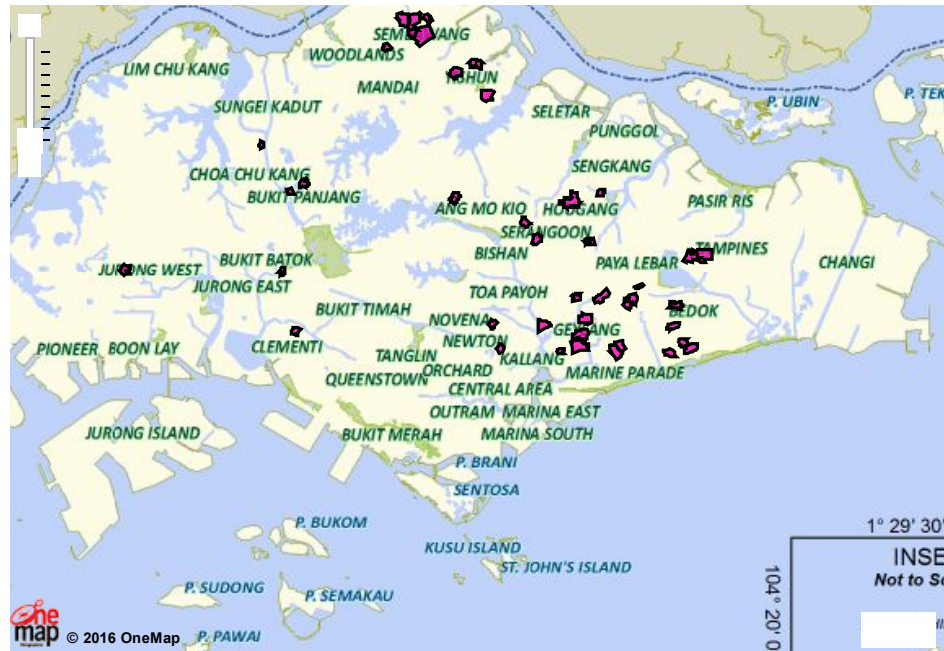 SEMBAWANG
WOODLANDS
LIM CHU KANG
YISHUN
MANDAI
P. UBIN
P. TEK
SUNGEI KADUT
SELETAR
PUNGGOL
SENGKANG
CHOA CHU KANG
BUKIT PANJANG
PASIR RIS
ANG MO KIO
HOUGANG
SERANGOON
TAMPINES
BISHAN
BUKIT BATOK
PAYA LEBAR
CHANGI
JURONG WEST
JURONG EAST
TOA PAYOH
BUKIT TIMAH
BEDOK
NOVENA
GEYLANG
NEWTON
PIONEER
BOON LAY
CLEMENTI
TANGLIN
KALLANG
ORCHARD
MARINE PARADE
QUEENSTOWN
CENTRAL AREA
OUTRAM
MARINA EAST
JURONG ISLAND
BUKIT MERAH
MARINA SOUTH
P. BRANI
SENTOSA
P. BUKOM
1° 29' 30
KUSU ISLAND
INSE
ST. JOHN'S ISLAND
Not to Sc
104° 20' 0
P. SUDONG
P. SEMAKAU
One
map
© 2016 OneMap
P. PAWAI